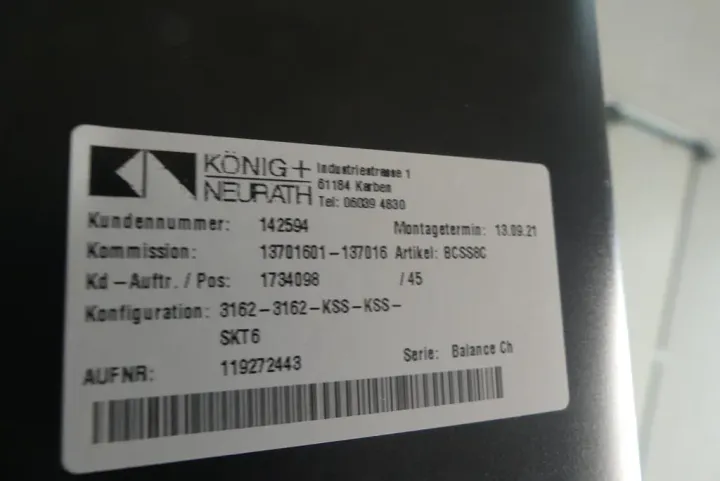 KÖNIG + NEURATH
Industriestrasse 1
61184 Karben
Tel: 06039 4830
Kundennummer: 142594 Montagetermin: 13.09.21
Kommission: 13701601-137016 Artikel: BCSS8C
Kd-Auftr. / Pos: 1734098 / 45
Konfiguration: 3162-3162-KSS-KSS-
SKT6
AUFNR: 119272443 Serie: Balance Ch